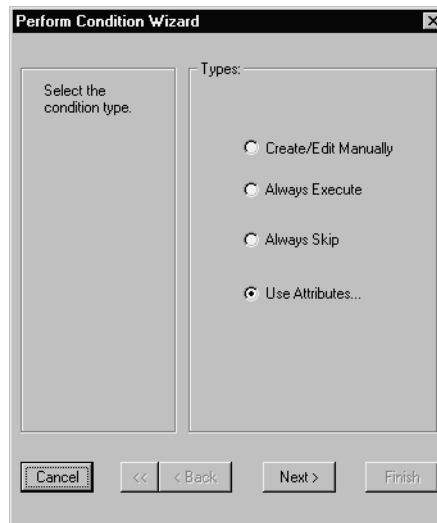 Perform Condition Wizard
Select the
condition type.
Types:
Create/Edit Manually
Always Execute
Always Skip
Use Attributes...
Cancel << < Back Next > Finish